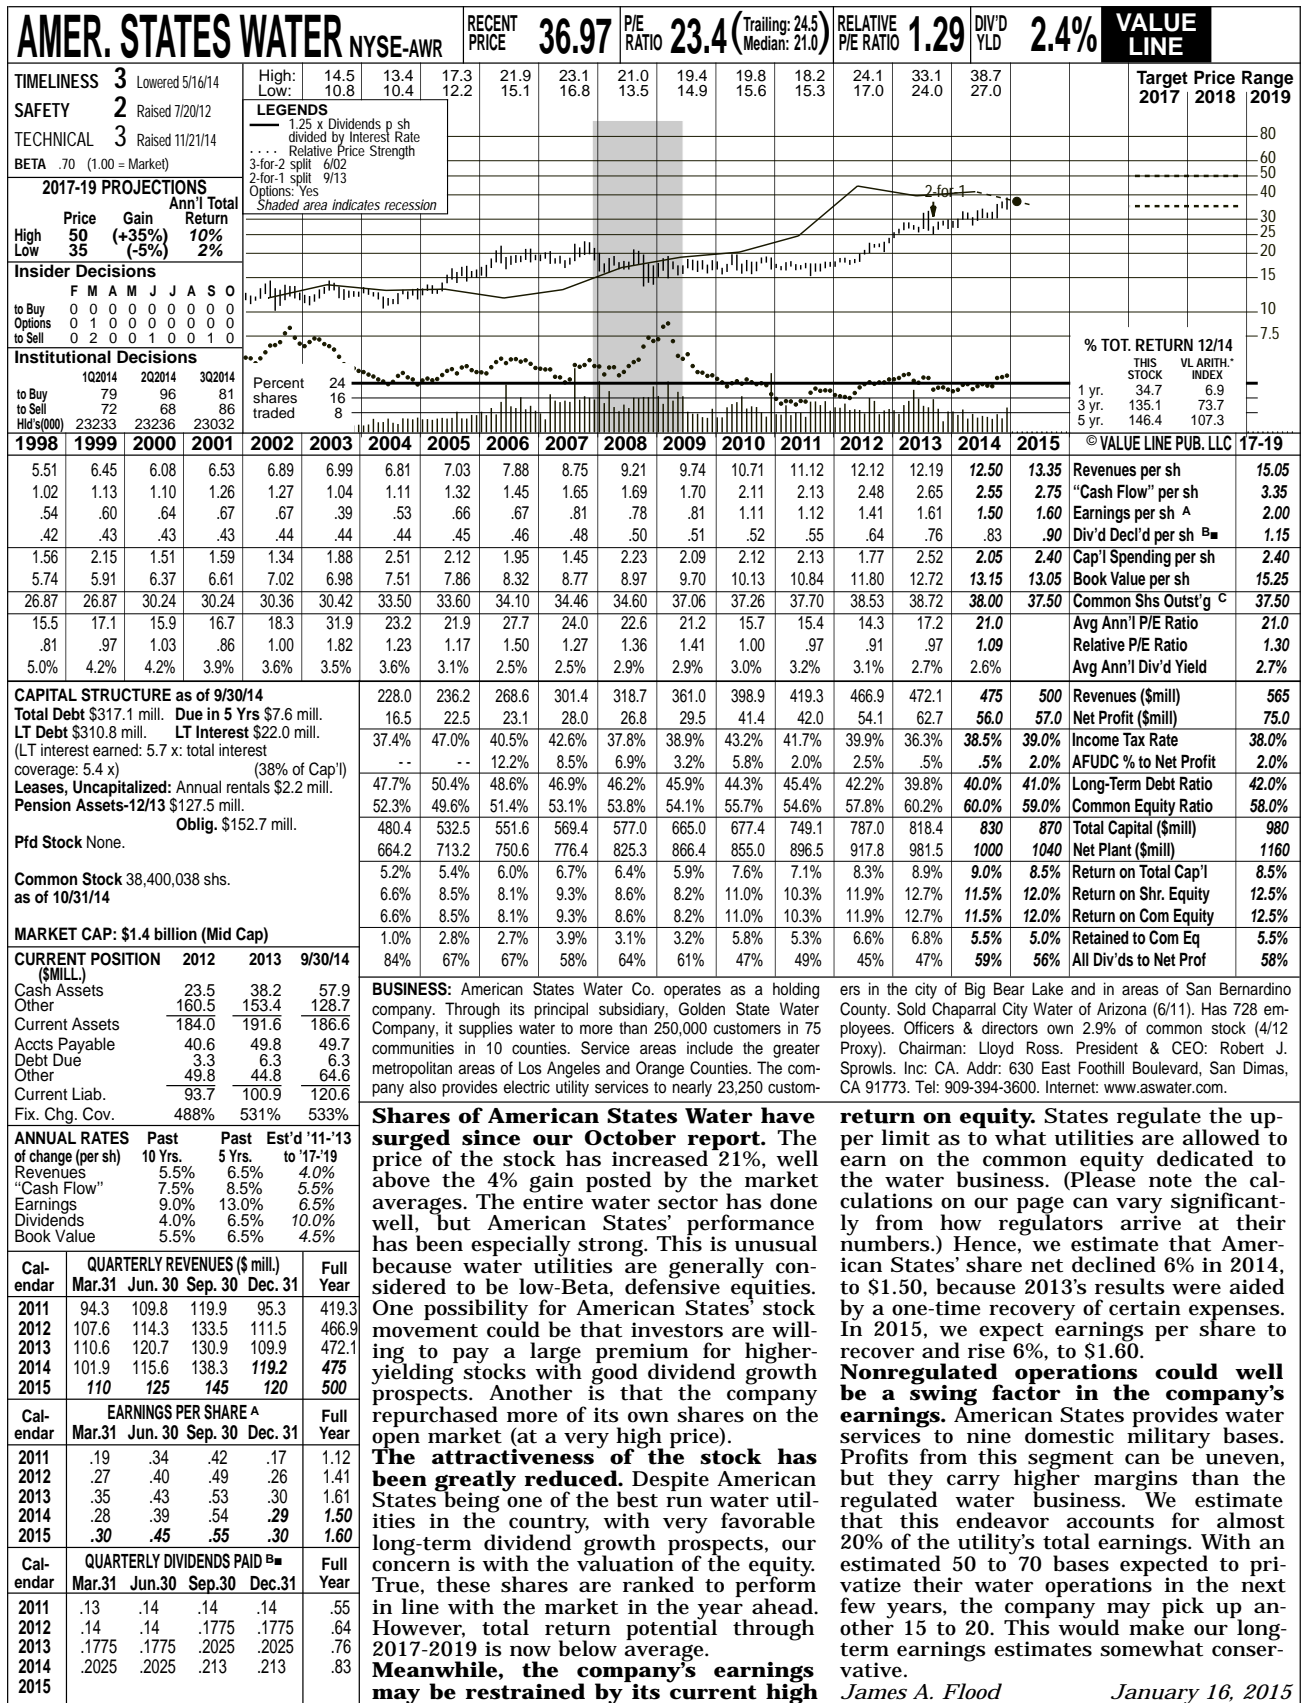 AMER. STATES WATER NYSE-AWR
RECENT PRICE 36.97 P/E RATIO 23.4 (Trailing: 24.5 Median: 21.0) RELATIVE P/E RATIO 1.29 DIV'D YLD 2.4% VALUE LINE
TIMELINESS 3 Lowered 5/16/14
SAFETY 2 Raised 7/20/12
TECHNICAL 3 Raised 11/21/14
BETA .70 (1.00 = Market)
2017-19 PROJECTIONS
Ann'l Total
Price Gain Return
High 50 (+35%) 10%
Low 35 (-5%) 2%
Insider Decisions
F M A M J J A S O
to Buy 0 0 0 0 0 0 0 0 0
Options 0 1 0 0 0 0 0 0 0
to Sell 0 2 0 0 1 0 0 1 0
Institutional Decisions
1Q2014 2Q2014 3Q2014
to Buy 79 96 81
to Sell 72 68 86
Hld's(000) 23233 23236 23032
High: 14.5 13.4 17.3 21.9 23.1 21.0 19.4 19.8 18.2 24.1 33.1 38.7
Low: 10.8 10.4 12.2 15.1 16.8 13.5 14.9 15.6 15.3 17.0 24.0 27.0
LEGENDS
1.25 x Dividends p sh
divided by Interest Rate
. . . . Relative Price Strength
3-for-2 split 6/02
2-for-1 split 9/13
Options: Yes
Shaded area indicates recession
2-for-1
Target Price Range
2017 2018 2019
80
60
50
40
30
25
20
15
10
7.5
Percent 24
shares 16
traded 8
% TOT. RETURN 12/14
THIS VL ARITH.*
STOCK INDEX
1 yr. 34.7 6.9
3 yr. 135.1 73.7
5 yr. 146.4 107.3
1998 1999 2000 2001 2002 2003 2004 2005 2006 2007 2008 2009 2010 2011 2012 2013 2014 2015 © VALUE LINE PUB. LLC 17-19
5.51 6.45 6.08 6.53 6.89 6.99 6.81 7.03 7.88 8.75 9.21 9.74 10.71 11.12 12.12 12.19 12.50 13.35 Revenues per sh 15.05
1.02 1.13 1.10 1.26 1.27 1.04 1.11 1.32 1.45 1.65 1.69 1.70 2.11 2.13 2.48 2.65 2.55 2.75 "Cash Flow" per sh 3.35
.54 .60 .64 .67 .67 .39 .53 .66 .67 .81 .78 .81 1.11 1.12 1.41 1.61 1.50 1.60 Earnings per sh A 2.00
.42 .43 .43 .43 .44 .44 .44 .45 .46 .48 .50 .51 .52 .55 .64 .76 .83 .90 Div'd Decl'd per sh B■ 1.15
1.56 2.15 1.51 1.59 1.34 1.88 2.51 2.12 1.95 1.45 2.23 2.09 2.12 2.13 1.77 2.52 2.05 2.40 Cap'l Spending per sh 2.40
5.74 5.91 6.37 6.61 7.02 6.98 7.51 7.86 8.32 8.77 8.97 9.70 10.13 10.84 11.80 12.72 13.15 13.05 Book Value per sh 15.25
26.87 26.87 30.24 30.24 30.36 30.42 33.50 33.60 34.10 34.46 34.60 37.06 37.26 37.70 38.53 38.72 38.00 37.50 Common Shs Outst'g C 37.50
15.5 17.1 15.9 16.7 18.3 31.9 23.2 21.9 27.7 24.0 22.6 21.2 15.7 15.4 14.3 17.2 21.0 Avg Ann'l P/E Ratio 21.0
.81 .97 1.03 .86 1.00 1.82 1.23 1.17 1.50 1.27 1.36 1.41 1.00 .97 .91 .97 1.09 Relative P/E Ratio 1.30
5.0% 4.2% 4.2% 3.9% 3.6% 3.5% 3.6% 3.1% 2.5% 2.5% 2.9% 2.9% 3.0% 3.2% 3.1% 2.7% 2.6% Avg Ann'l Div'd Yield 2.7%
CAPITAL STRUCTURE as of 9/30/14
Total Debt $317.1 mill. Due in 5 Yrs $7.6 mill.
LT Debt $310.8 mill. LT Interest $22.0 mill.
(LT interest earned: 5.7 x: total interest
coverage: 5.4 x) (38% of Cap'l)
Leases, Uncapitalized: Annual rentals $2.2 mill.
Pension Assets-12/13 $127.5 mill.
Oblig. $152.7 mill.
Pfd Stock None.
Common Stock 38,400,038 shs.
as of 10/31/14
MARKET CAP: $1.4 billion (Mid Cap)
228.0 236.2 268.6 301.4 318.7 361.0 398.9 419.3 466.9 472.1 475 500 Revenues ($mill) 565
16.5 22.5 23.1 28.0 26.8 29.5 41.4 42.0 54.1 62.7 56.0 57.0 Net Profit ($mill) 75.0
37.4% 47.0% 40.5% 42.6% 37.8% 38.9% 43.2% 41.7% 39.9% 36.3% 38.5% 39.0% Income Tax Rate 38.0%
- - - - 12.2% 8.5% 6.9% 3.2% 5.8% 2.0% 2.5% .5% .5% 2.0% AFUDC % to Net Profit 2.0%
47.7% 50.4% 48.6% 46.9% 46.2% 45.9% 44.3% 45.4% 42.2% 39.8% 40.0% 41.0% Long-Term Debt Ratio 42.0%
52.3% 49.6% 51.4% 53.1% 53.8% 54.1% 55.7% 54.6% 57.8% 60.2% 60.0% 59.0% Common Equity Ratio 58.0%
480.4 532.5 551.6 569.4 577.0 665.0 677.4 749.1 787.0 818.4 830 870 Total Capital ($mill) 980
664.2 713.2 750.6 776.4 825.3 866.4 855.0 896.5 917.8 981.5 1000 1040 Net Plant ($mill) 1160
5.2% 5.4% 6.0% 6.7% 6.4% 5.9% 7.6% 7.1% 8.3% 8.9% 9.0% 8.5% Return on Total Cap'l 8.5%
6.6% 8.5% 8.1% 9.3% 8.6% 8.2% 11.0% 10.3% 11.9% 12.7% 11.5% 12.0% Return on Shr. Equity 12.5%
6.6% 8.5% 8.1% 9.3% 8.6% 8.2% 11.0% 10.3% 11.9% 12.7% 11.5% 12.0% Return on Com Equity 12.5%
1.0% 2.8% 2.7% 3.9% 3.1% 3.2% 5.8% 5.3% 6.6% 6.8% 5.5% 5.0% Retained to Com Eq 5.5%
84% 67% 67% 58% 64% 61% 47% 49% 45% 47% 59% 56% All Div'ds to Net Prof 58%
CURRENT POSITION 2012 2013 9/30/14
($MILL.)
Cash Assets 23.5 38.2 57.9
Other 160.5 153.4 128.7
Current Assets 184.0 191.6 186.6
Accts Payable 40.6 49.8 49.7
Debt Due 3.3 6.3 6.3
Other 49.8 44.8 64.6
Current Liab. 93.7 100.9 120.6
Fix. Chg. Cov. 488% 531% 533%
ANNUAL RATES Past Past Est'd '11-'13
of change (per sh) 10 Yrs. 5 Yrs. to '17-'19
Revenues 5.5% 6.5% 4.0%
"Cash Flow" 7.5% 8.5% 5.5%
Earnings 9.0% 13.0% 6.5%
Dividends 4.0% 6.5% 10.0%
Book Value 5.5% 6.5% 4.5%
Cal- QUARTERLY REVENUES ($ mill.) Full
endar Mar.31 Jun. 30 Sep. 30 Dec. 31 Year
2011 94.3 109.8 119.9 95.3 419.3
2012 107.6 114.3 133.5 111.5 466.9
2013 110.6 120.7 130.9 109.9 472.1
2014 101.9 115.6 138.3 119.2 475
2015 110 125 145 120 500
Cal- EARNINGS PER SHARE A Full
endar Mar.31 Jun. 30 Sep. 30 Dec. 31 Year
2011 .19 .34 .42 .17 1.12
2012 .27 .40 .49 .26 1.41
2013 .35 .43 .53 .30 1.61
2014 .28 .39 .54 .29 1.50
2015 .30 .45 .55 .30 1.60
Cal- QUARTERLY DIVIDENDS PAID B■ Full
endar Mar.31 Jun.30 Sep.30 Dec.31 Year
2011 .13 .14 .14 .14 .55
2012 .14 .14 .1775 .1775 .64
2013 .1775 .1775 .2025 .2025 .76
2014 .2025 .2025 .213 .213 .83
2015
BUSINESS: American States Water Co. operates as a holding
company. Through its principal subsidiary, Golden State Water
Company, it supplies water to more than 250,000 customers in 75
communities in 10 counties. Service areas include the greater
metropolitan areas of Los Angeles and Orange Counties. The com-
pany also provides electric utility services to nearly 23,250 custom-
ers in the city of Big Bear Lake and in areas of San Bernardino
County. Sold Chaparral City Water of Arizona (6/11). Has 728 em-
ployees. Officers & directors own 2.9% of common stock (4/12
Proxy). Chairman: Lloyd Ross. President & CEO: Robert J.
Sprowls. Inc: CA. Addr: 630 East Foothill Boulevard, San Dimas,
CA 91773. Tel: 909-394-3600. Internet: www.aswater.com.
Shares of American States Water have
surged since our October report. The
price of the stock has increased 21%, well
above the 4% gain posted by the market
averages. The entire water sector has done
well, but American States' performance
has been especially strong. This is unusual
because water utilities are generally con-
sidered to be low-Beta, defensive equities.
One possibility for American States' stock
movement could be that investors are will-
ing to pay a large premium for higher-
yielding stocks with good dividend growth
prospects. Another is that the company
repurchased more of its own shares on the
open market (at a very high price).
The attractiveness of the stock has
been greatly reduced. Despite American
States being one of the best run water util-
ities in the country, with very favorable
long-term dividend growth prospects, our
concern is with the valuation of the equity.
True, these shares are ranked to perform
in line with the market in the year ahead.
However, total return potential through
2017-2019 is now below average.
Meanwhile, the company's earnings
may be restrained by its current high
return on equity. States regulate the up-
per limit as to what utilities are allowed to
earn on the common equity dedicated to
the water business. (Please note the cal-
culations on our page can vary significant-
ly from how regulators arrive at their
numbers.) Hence, we estimate that Amer-
ican States' share net declined 6% in 2014,
to $1.50, because 2013's results were aided
by a one-time recovery of certain expenses.
In 2015, we expect earnings per share to
recover and rise 6%, to $1.60.
Nonregulated operations could well
be a swing factor in the company's
earnings. American States provides water
services to nine domestic military bases.
Profits from this segment can be uneven,
but they carry higher margins than the
regulated water business. We estimate
that this endeavor accounts for almost
20% of the utility's total earnings. With an
estimated 50 to 70 bases expected to pri-
vatize their water operations in the next
few years, the company may pick up an-
other 15 to 20. This would make our long-
term earnings estimates somewhat conser-
vative.
James A. Flood January 16, 2015